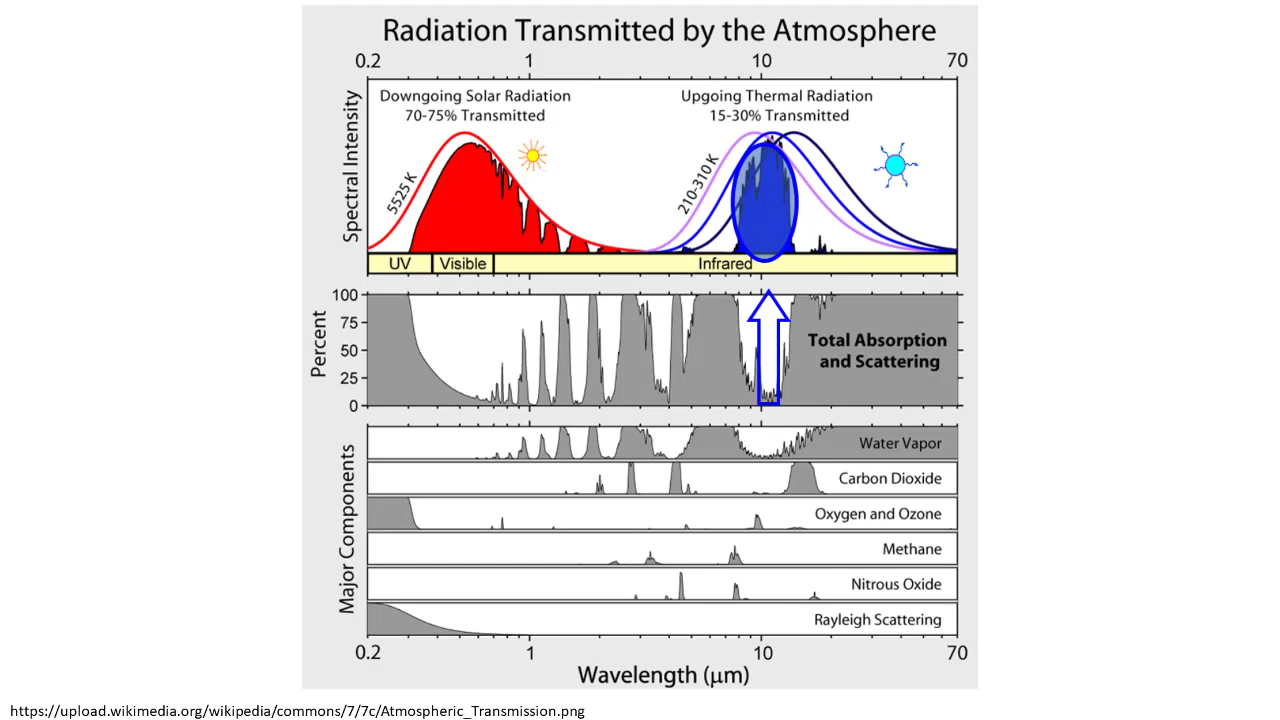 Radiation Transmitted by the Atmosphere
0.2 1 10 70
Spectral Intensity
Downgoing Solar Radiation
70-75% Transmitted
Upgoing Thermal Radiation
15-30% Transmitted
5525 K
210-310 K
UV Visible Infrared
Percent
100
75
50
25
0
Total Absorption
and Scattering
Major Components
Water Vapor
Carbon Dioxide
Oxygen and Ozone
Methane
Nitrous Oxide
Rayleigh Scattering
0.2 1 10 70
Wavelength (μm)
https://upload.wikimedia.org/wikipedia/commons/7/7c/Atmospheric_Transmission.png